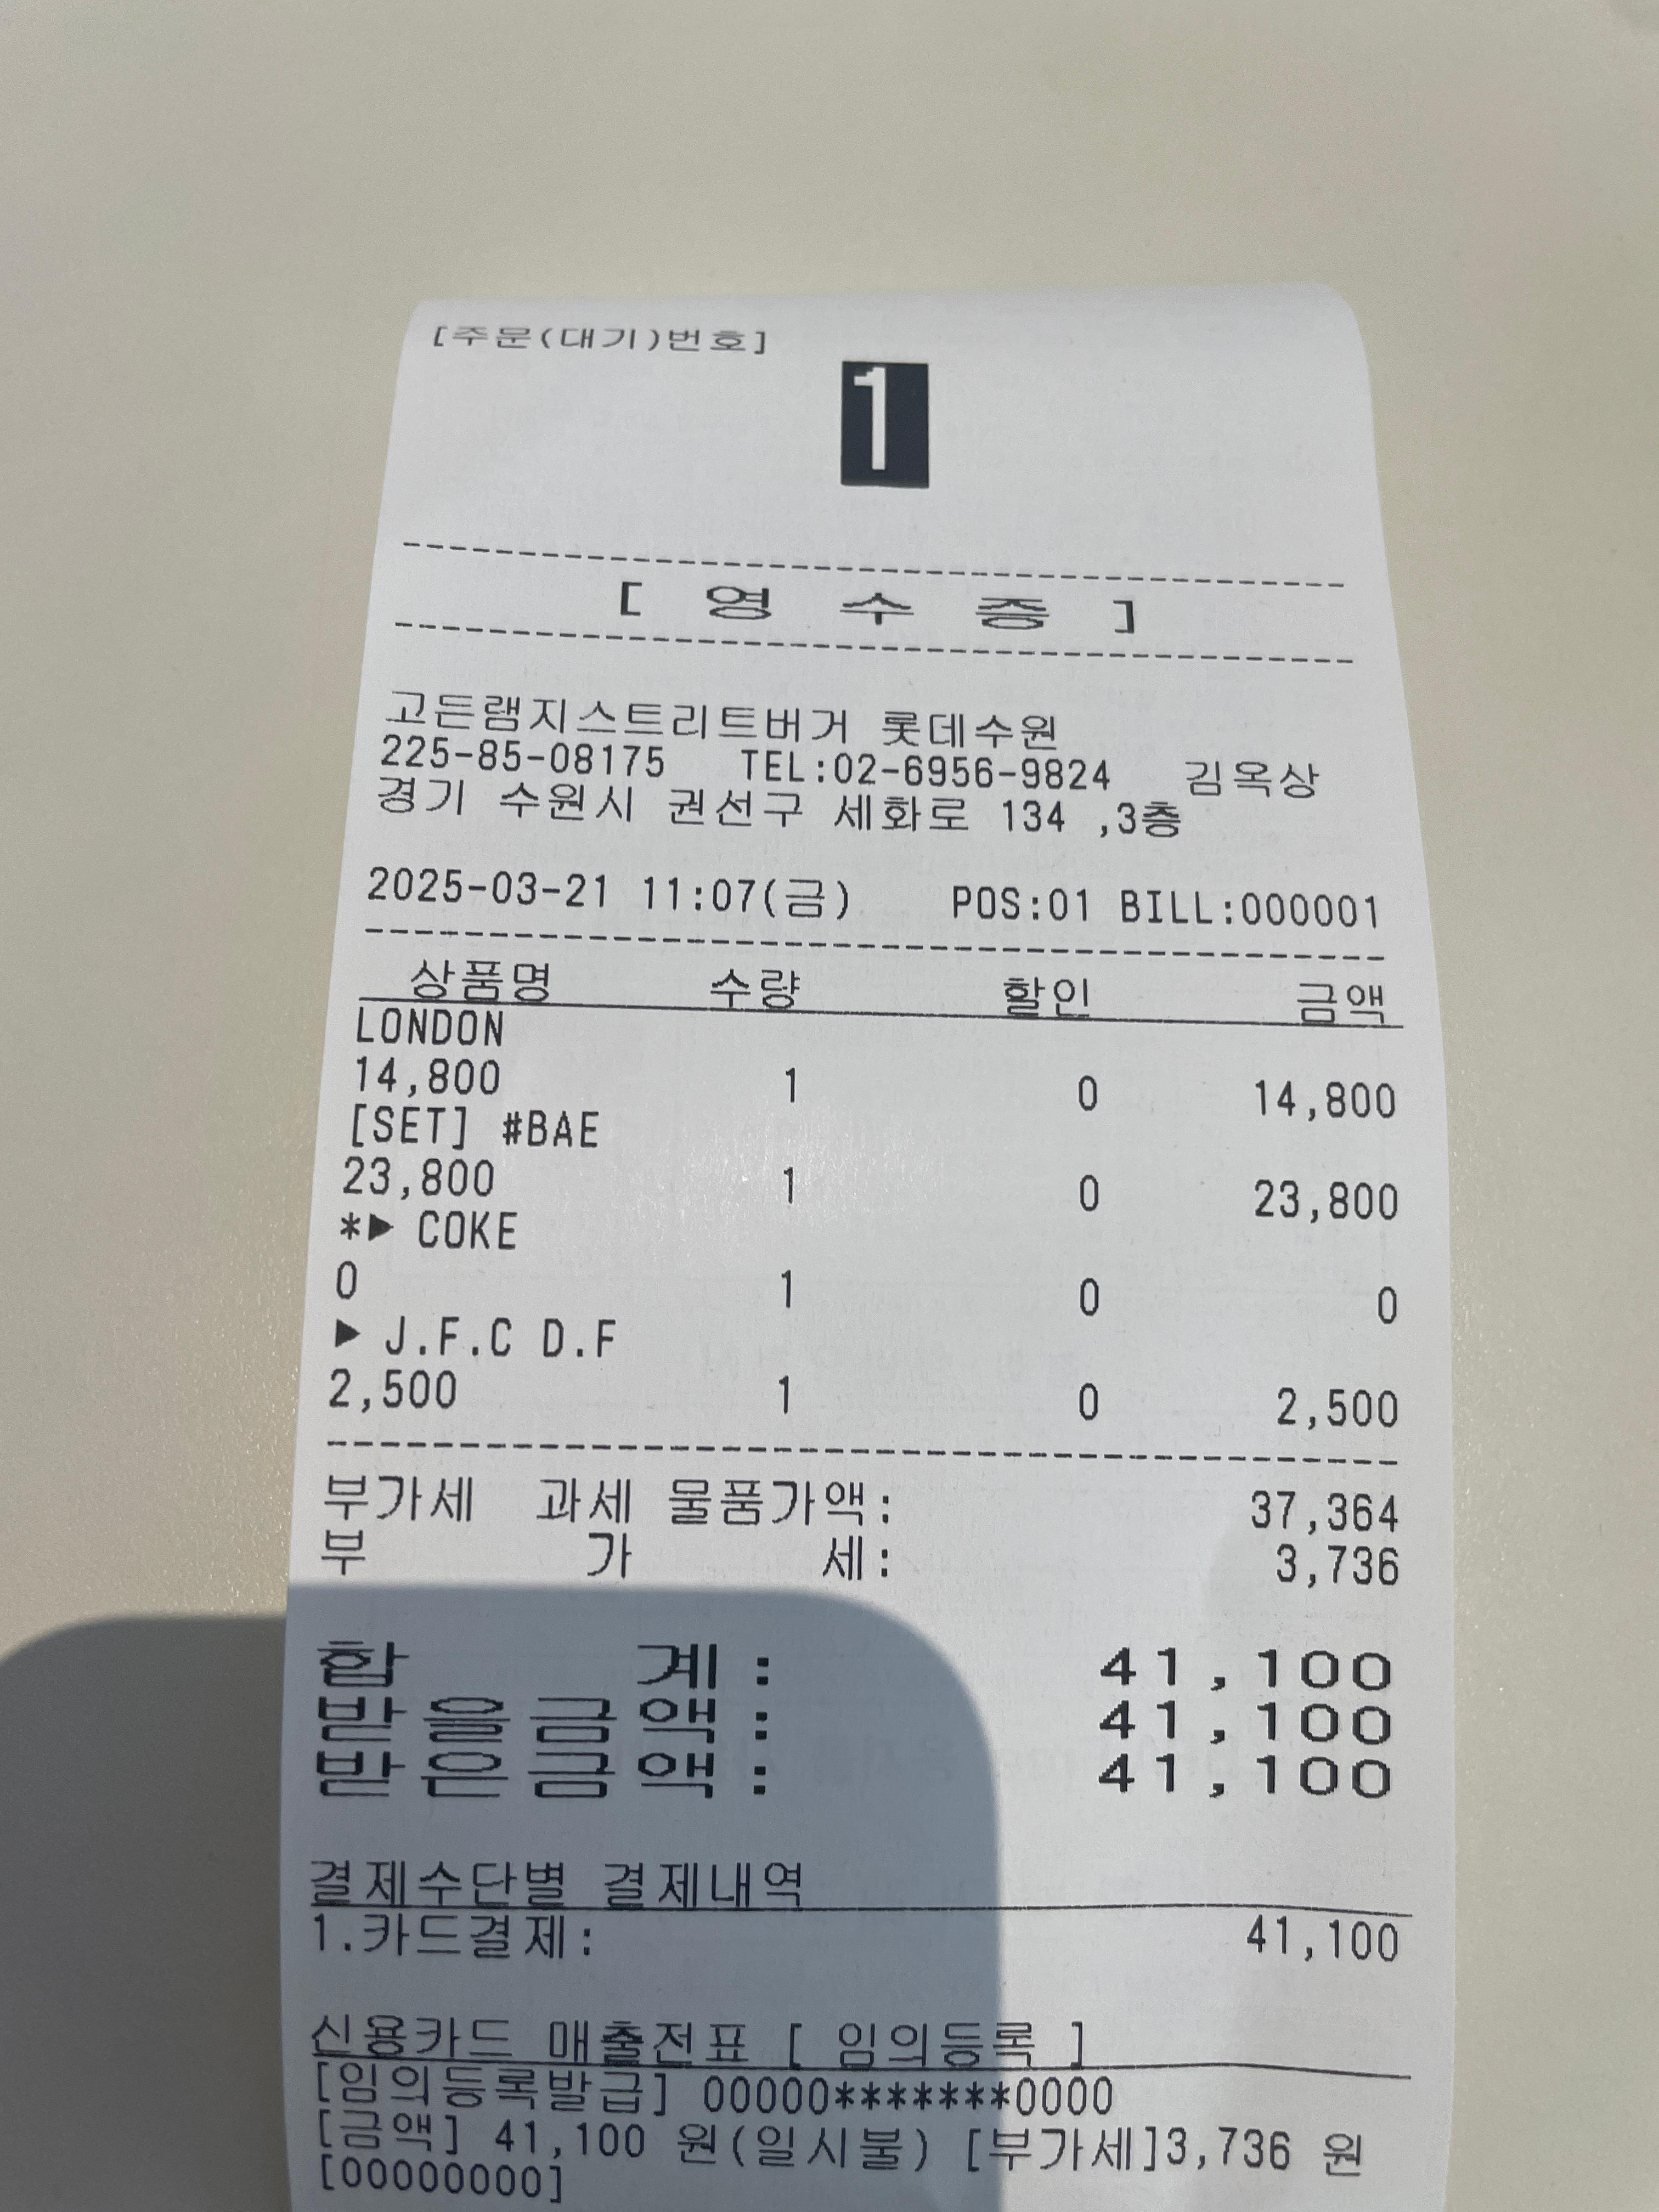 [주문(대기)번호]
1
[ 영 수 증 ]
고든램지스트리트버거 롯데수원
225-85-08175 TEL:02-6956-9824 김옥상
경기 수원시 권선구 세화로 134 ,3층
2025-03-21 11:07(금) POS:01 BILL:000001
상품명 수량 할인 금액
LONDON
14,800 1 0 14,800
[SET] #BAE
23,800 1 0 23,800
*▶ COKE
0 1 0 0
▶ J.F.C D.F
2,500 1 0 2,500
부가세 과세 물품가액: 37,364
부 가 세: 3,736
합 계: 41,100
받을금액: 41,100
받은금액: 41,100
결제수단별 결제내역
1.카드결제: 41,100
신용카드 매출전표 [ 임의등록 ]
[임의등록발급] 00000*******0000
[금액] 41,100 원(일시불) [부가세]3,736 원
[00000000]